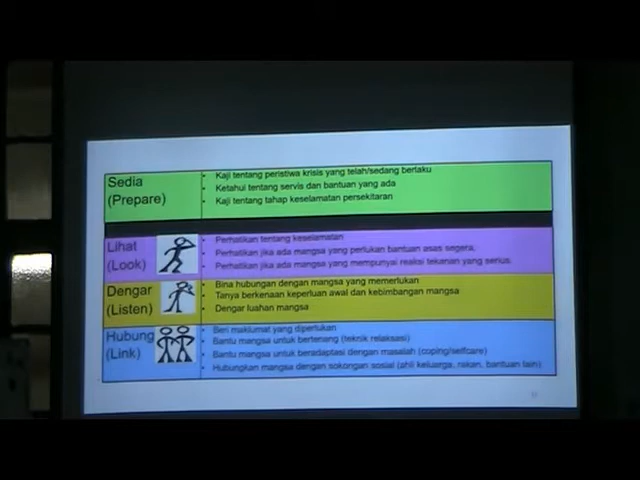 Sedia
(Prepare)
• Kaji tentang peristiwa krisis yang telah/sedang berlaku
• Ketahui tentang servis dan bantuan yang ada
• Kaji tentang tahap keselamatan persekitaran
Lihat
(Look)
• Perhatikan tentang keselamatan
• Perhatikan jika ada mangsa yang perlukan bantuan asas segera.
• Perhatikan jika ada mangsa yang mempunyai reaksi tekanan yang serius.
Dengar
(Listen)
• Bina hubungan dengan mangsa yang memerlukan
• Tanya berkenaan keperluan awal dan kebimbangan mangsa
• Dengar luahan mangsa
Hubung
(Link)
• Beri maklumat yang diperlukan
• Bantu mangsa untuk bertenang (teknik relaksasi)
• Bantu mangsa untuk beradaptasi dengan masalah (coping/selfcare)
• Hubungkan mangsa dengan sokongan sosial (ahli keluarga, rakan, bantuan lain)